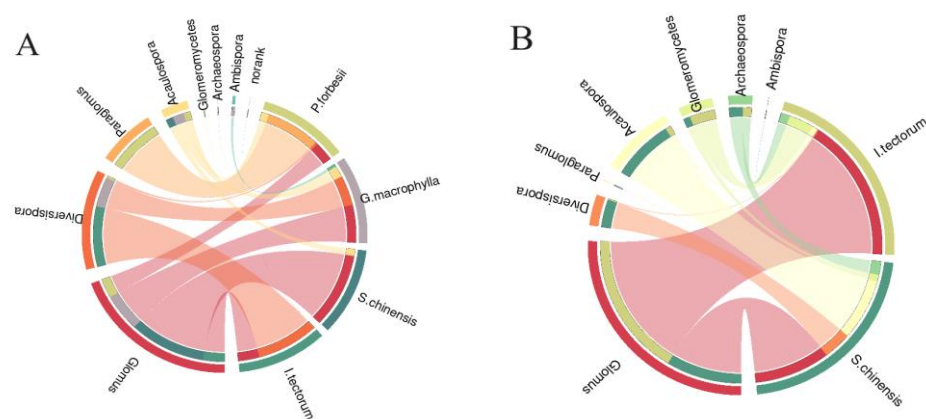 A
Paraglomus
Acaulospora
Glomeromycetes
Archaeospora
Ambispora
norank
P.forbesii
G.macrophylla
S.chinensis
I.tectorum
Glomus
Diversispora
B
Paraglomus
Acaulospora
Glomeromycetes
Archaeospora
Ambispora
I.tectorum
S.chinensis
Glomus
Diversispora